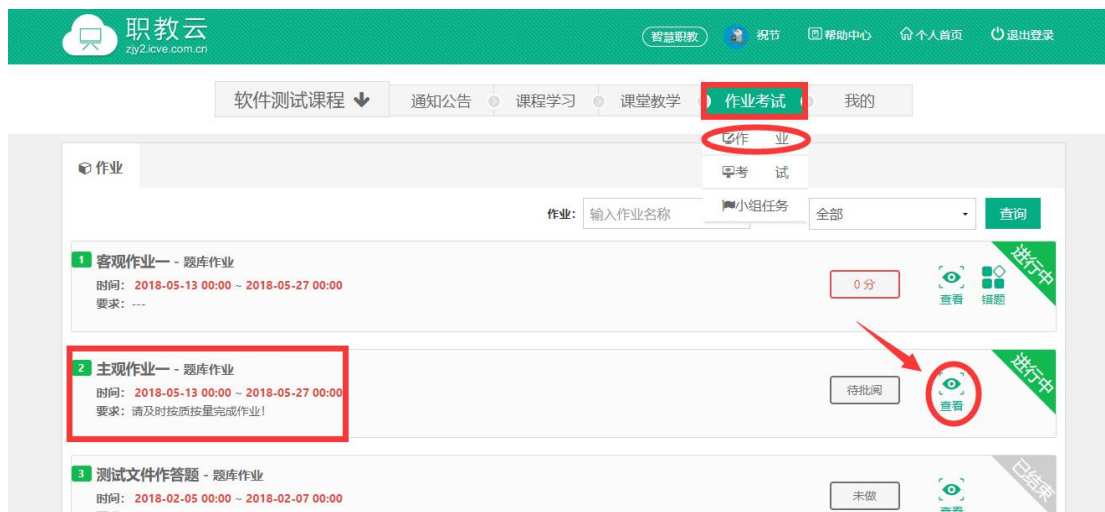 职教云
zjy2.icve.com.cn
智慧职教 祝节 帮助中心 个人首页 退出登录
软件测试课程 通知公告 课程学习 课堂教学 作业考试 我的
作 业
考 试
小组任务
作业
作业: 输入作业名称 全部 查询
1 客观作业一 - 题库作业
时间: 2018-05-13 00:00 ~ 2018-05-27 00:00
要求: ---
0 分
查看 错题
进行中
2 主观作业一 - 题库作业
时间: 2018-05-13 00:00 ~ 2018-05-27 00:00
要求: 请及时按质按量完成作业!
待批阅
查看
进行中
3 测试文件作答题 - 题库作业
时间: 2018-02-05 00:00 ~ 2018-02-07 00:00
未做
查看
已结束